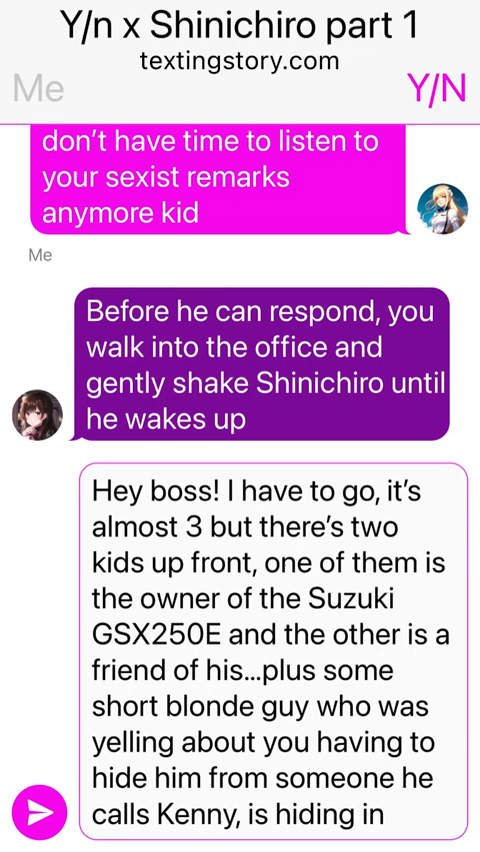 Y/n x Shinichiro part 1
textingstory.com
Me
Y/N
don’t have time to listen to
your sexist remarks
anymore kid
Me
Before he can respond, you
walk into the office and
gently shake Shinichiro until
he wakes up
Hey boss! I have to go, it’s
almost 3 but there’s two
kids up front, one of them is
the owner of the Suzuki
GSX250E and the other is a
friend of his...plus some
short blonde guy who was
yelling about you having to
hide him from someone he
calls Kenny, is hiding in